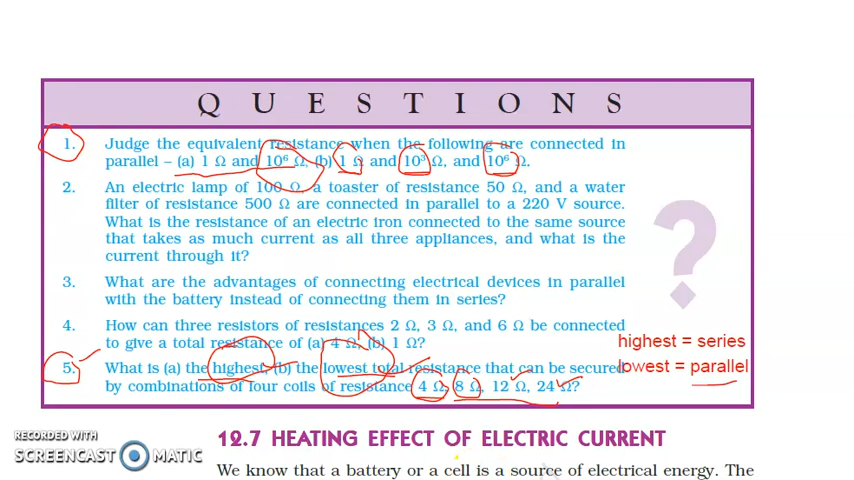 QUESTIONS
1. Judge the equivalent resistance when the following are connected in
parallel – (a) 1 Ω and 10⁶ Ω, (b) 1 Ω and 10³ Ω, and 10⁶ Ω.
2. An electric lamp of 100 Ω, a toaster of resistance 50 Ω, and a water
filter of resistance 500 Ω are connected in parallel to a 220 V source.
What is the resistance of an electric iron connected to the same source
that takes as much current as all three appliances, and what is the
current through it?
3. What are the advantages of connecting electrical devices in parallel
with the battery instead of connecting them in series?
4. How can three resistors of resistances 2 Ω, 3 Ω, and 6 Ω be connected
to give a total resistance of (a) 4 Ω, (b) 1 Ω?
5. What is (a) the highest, (b) the lowest total resistance that can be secured
by combinations of four coils of resistance 4 Ω, 8 Ω, 12 Ω, 24 Ω?
?
highest = series
lowest = parallel
12.7 HEATING EFFECT OF ELECTRIC CURRENT
We know that a battery or a cell is a source of electrical energy. The
RECORDED WITH
SCREENCAST MATIC